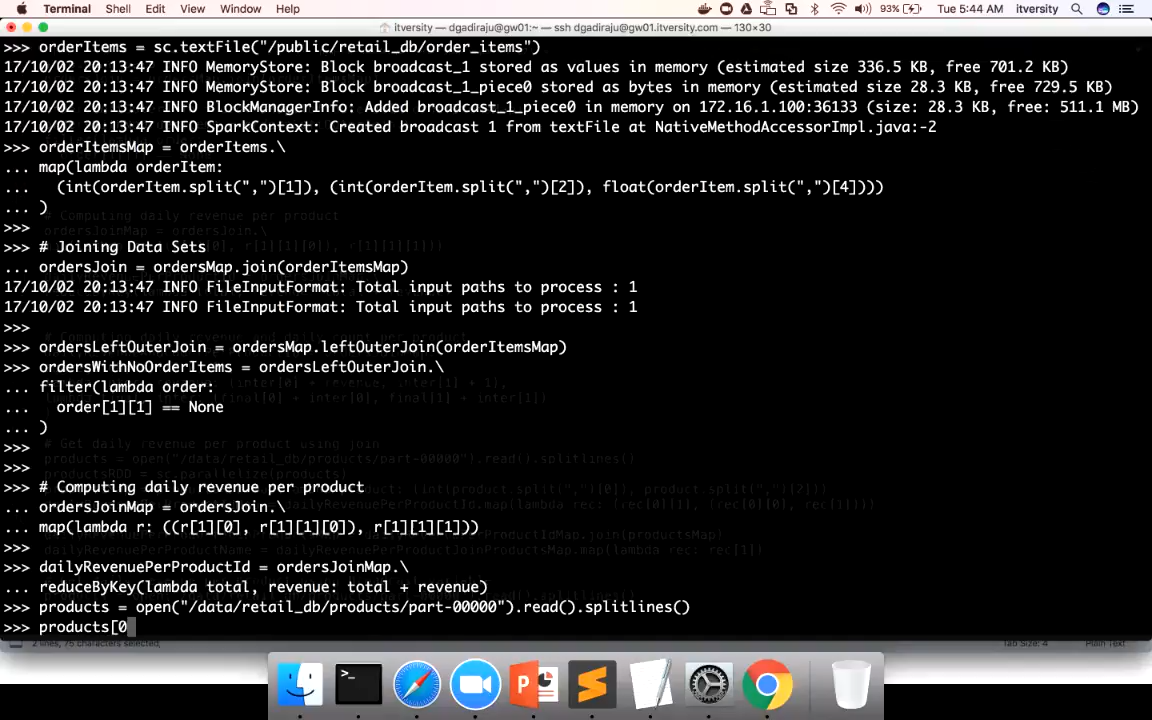 Terminal Shell Edit View Window Help 93% Tue 5:44 AM itversity
itversity — dgadiraju@gw01:~ — ssh dgadiraju@gw01.itversity.com — 130×30
>>> orderItems = sc.textFile("/public/retail_db/order_items")
17/10/02 20:13:47 INFO MemoryStore: Block broadcast_1 stored as values in memory (estimated size 336.5 KB, free 701.2 KB)
17/10/02 20:13:47 INFO MemoryStore: Block broadcast_1_piece0 stored as bytes in memory (estimated size 28.3 KB, free 729.5 KB)
17/10/02 20:13:47 INFO BlockManagerInfo: Added broadcast_1_piece0 in memory on 172.16.1.100:36133 (size: 28.3 KB, free: 511.1 MB)
17/10/02 20:13:47 INFO SparkContext: Created broadcast 1 from textFile at NativeMethodAccessorImpl.java:-2
>>> orderItemsMap = orderItems.\
... map(lambda orderItem:
...   (int(orderItem.split(",")[1]), (int(orderItem.split(",")[2]), float(orderItem.split(",")[4])))
... )
>>>
>>> # Joining Data Sets
... ordersJoin = ordersMap.join(orderItemsMap)
17/10/02 20:13:47 INFO FileInputFormat: Total input paths to process : 1
17/10/02 20:13:47 INFO FileInputFormat: Total input paths to process : 1
>>>
>>> ordersLeftOuterJoin = ordersMap.leftOuterJoin(orderItemsMap)
>>> ordersWithNoOrderItems = ordersLeftOuterJoin.\
... filter(lambda order:
...   order[1][1] == None
... )
>>>
>>>
>>> # Computing daily revenue per product
... ordersJoinMap = ordersJoin.\
... map(lambda r: ((r[1][0], r[1][1][0]), r[1][1][1]))
>>>
>>> dailyRevenuePerProductId = ordersJoinMap.\
... reduceByKey(lambda total, revenue: total + revenue)
>>> products = open("/data/retail_db/products/part-00000").read().splitlines()
>>> products[0
2 lines, 75 characters selected Tab Size: 4 Plain Text